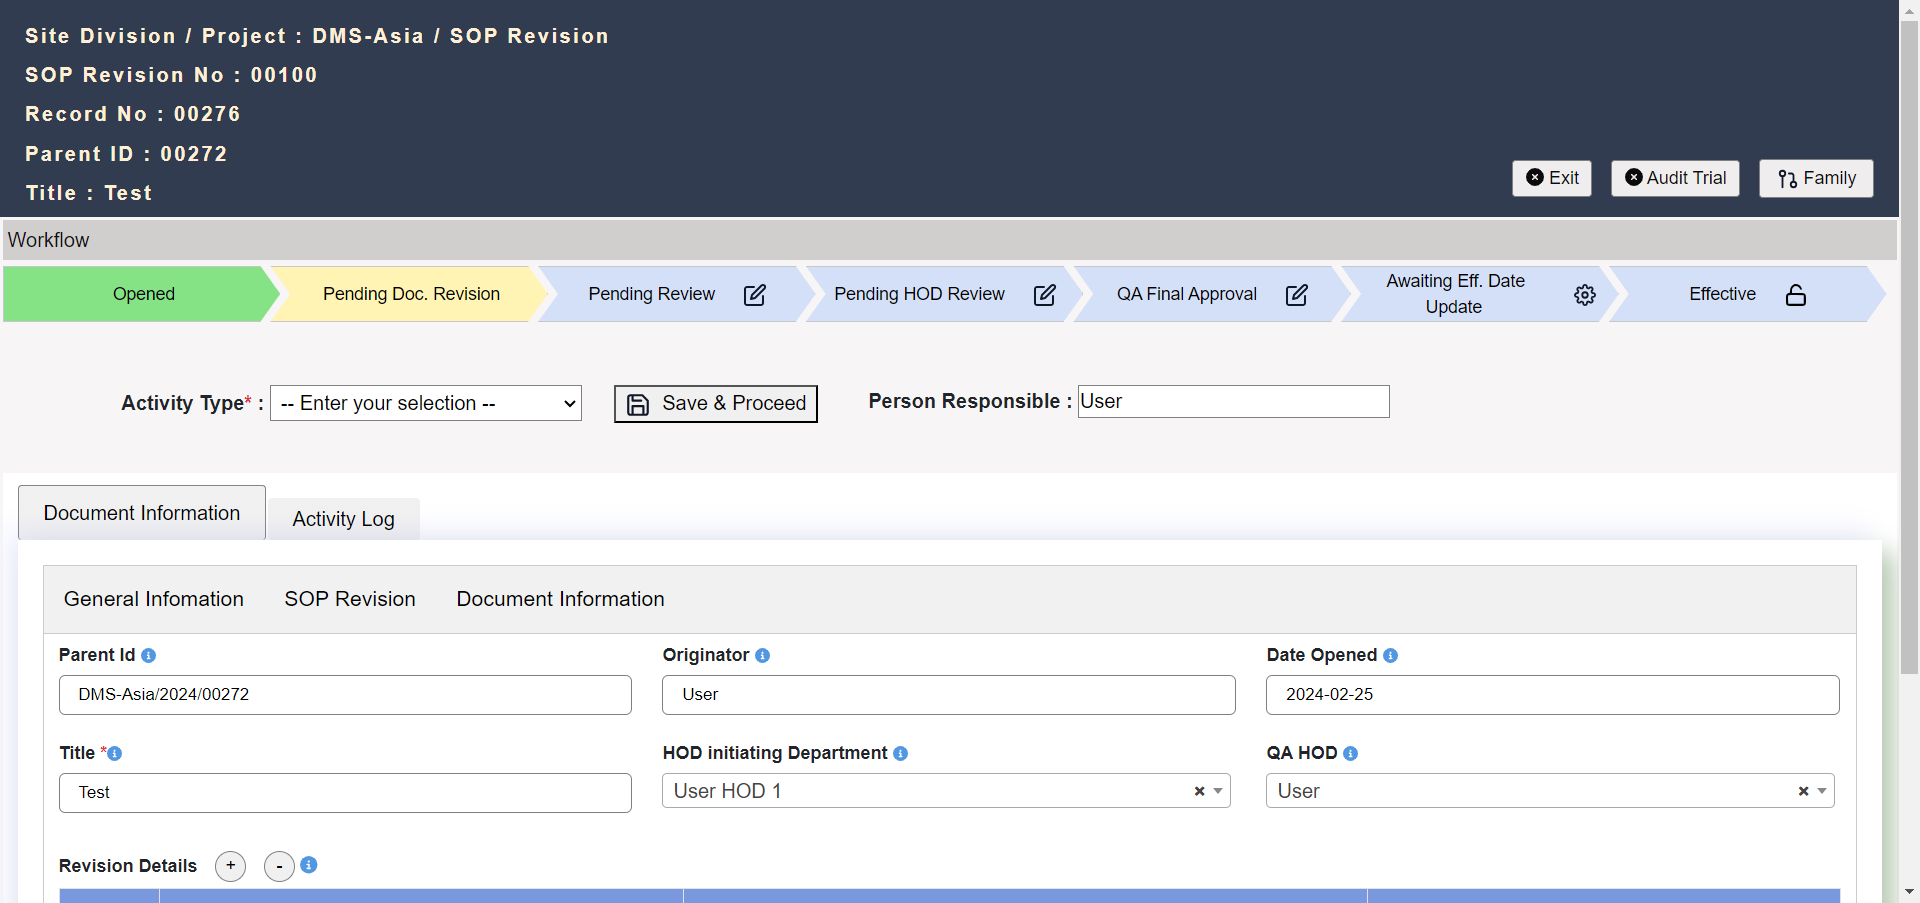 Site Division / Project : DMS-Asia / SOP Revision
SOP Revision No : 00100
Record No : 00276
Parent ID : 00272
Title : Test
Exit
Audit Trial
Family
Workflow
Opened
Pending Doc. Revision
Pending Review
Pending HOD Review
QA Final Approval
Awaiting Eff. Date
Update
Effective
Activity Type* :
-- Enter your selection --
Save & Proceed
Person Responsible :
User
Document Information
Activity Log
General Infomation
SOP Revision
Document Information
Parent Id
Originator
Date Opened
DMS-Asia/2024/00272
User
2024-02-25
Title *
HOD initiating Department
QA HOD
Test
User HOD 1
×
User
×
Revision Details
+
-